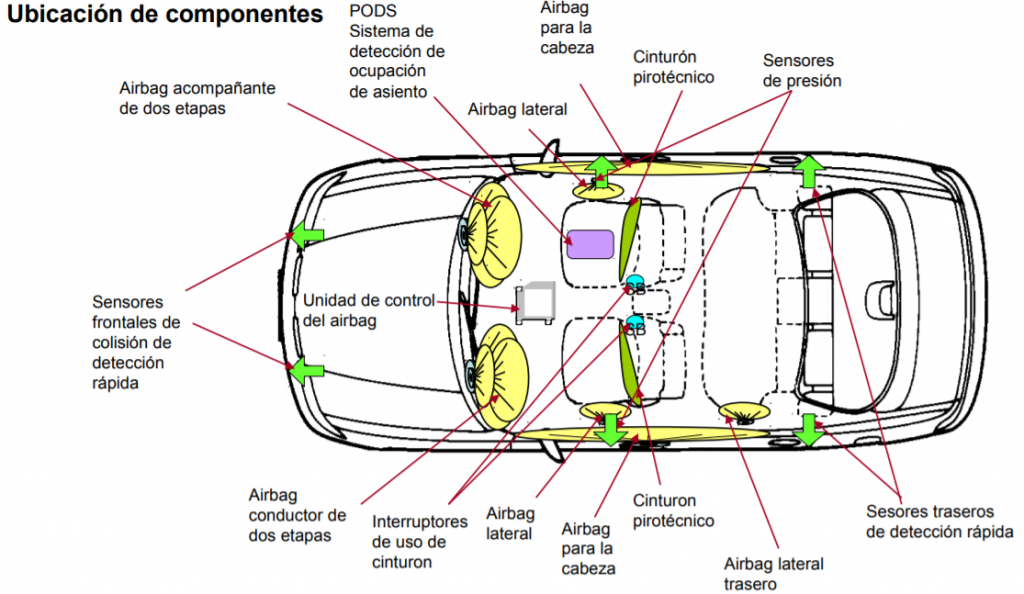 Ubicación de componentes
PODS
Sistema de
detección de
ocupación
de asiento
Airbag
para la
cabeza
Cinturón
pirotécnico
Sensores
de presión
Airbag acompañante
de dos etapas
Airbag lateral
Sensores
frontales de
colisión de
detección
rápida
Unidad de control
del airbag
SB
SB
Airbag
conductor de
dos etapas
Interruptores
de uso de
cinturon
Airbag
lateral
Airbag
para la
cabeza
Cinturon
pirotécnico
Airbag lateral
trasero
Sesores traseros
de detección rápida